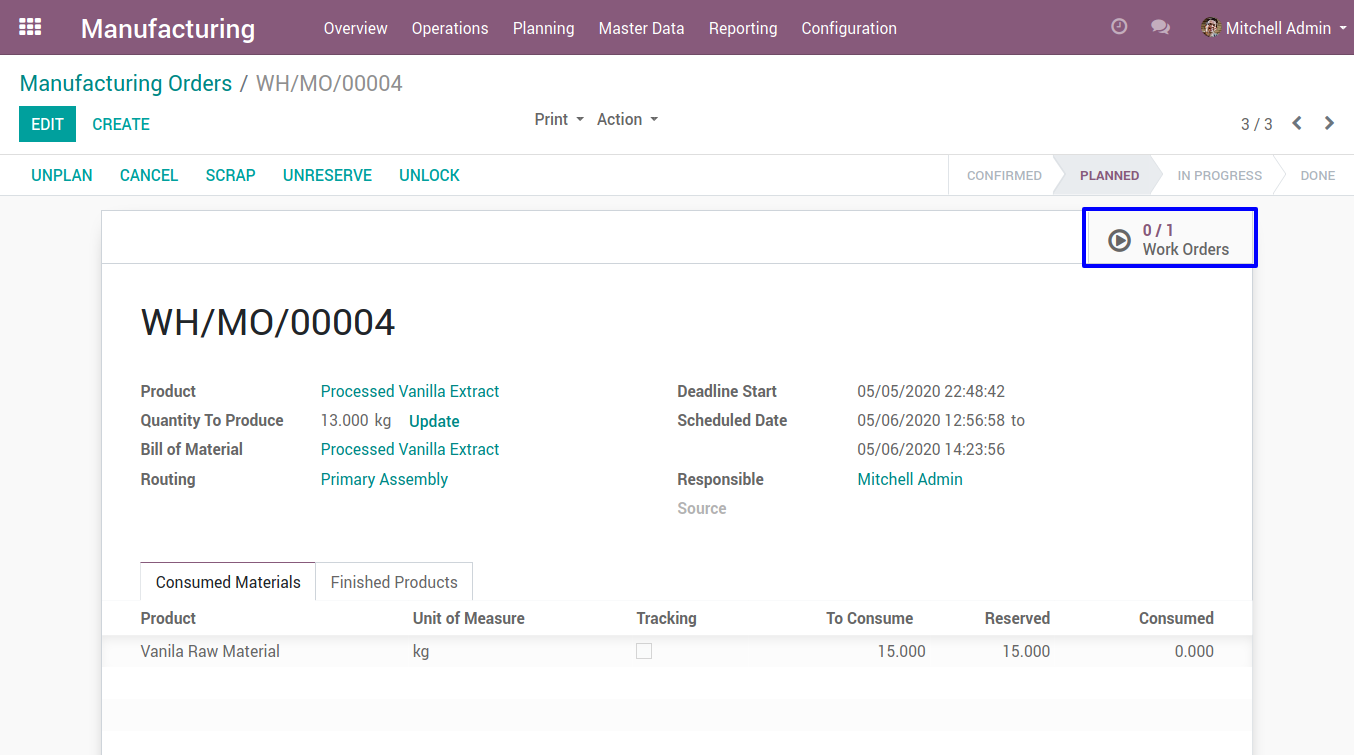 Manufacturing Overview Operations Planning Master Data Reporting Configuration Mitchell Admin
Manufacturing Orders / WH/MO/00004
EDIT CREATE Print Action 3 / 3
UNPLAN CANCEL SCRAP UNRESERVE UNLOCK CONFIRMED PLANNED IN PROGRESS DONE
0 / 1
Work Orders
WH/MO/00004
Product Processed Vanilla Extract Deadline Start 05/05/2020 22:48:42
Quantity To Produce 13.000 kg Update Scheduled Date 05/06/2020 12:56:58 to
Bill of Material Processed Vanilla Extract 05/06/2020 14:23:56
Routing Primary Assembly Responsible Mitchell Admin
Source
Consumed Materials Finished Products
Product Unit of Measure Tracking To Consume Reserved Consumed
Vanila Raw Material kg 15.000 15.000 0.000